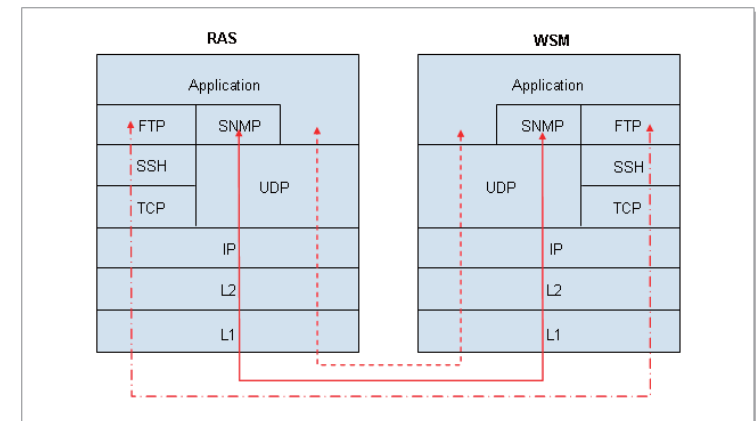 RAS
WSM
Application
Application
FTP
SNMP
SNMP
FTP
SSH
UDP
UDP
SSH
TCP
TCP
IP
IP
L2
L2
L1
L1